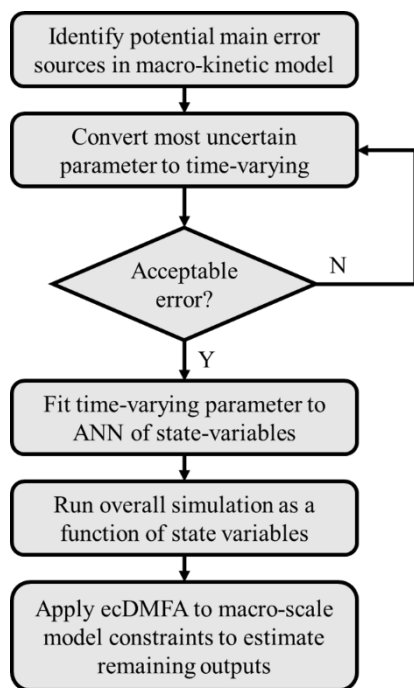 Identify potential main error
sources in macro-kinetic model
Convert most uncertain
parameter to time-varying
Acceptable
error?
N
Y
Fit time-varying parameter to
ANN of state-variables
Run overall simulation as a
function of state variables
Apply ecDMFA to macro-scale
model constraints to estimate
remaining outputs